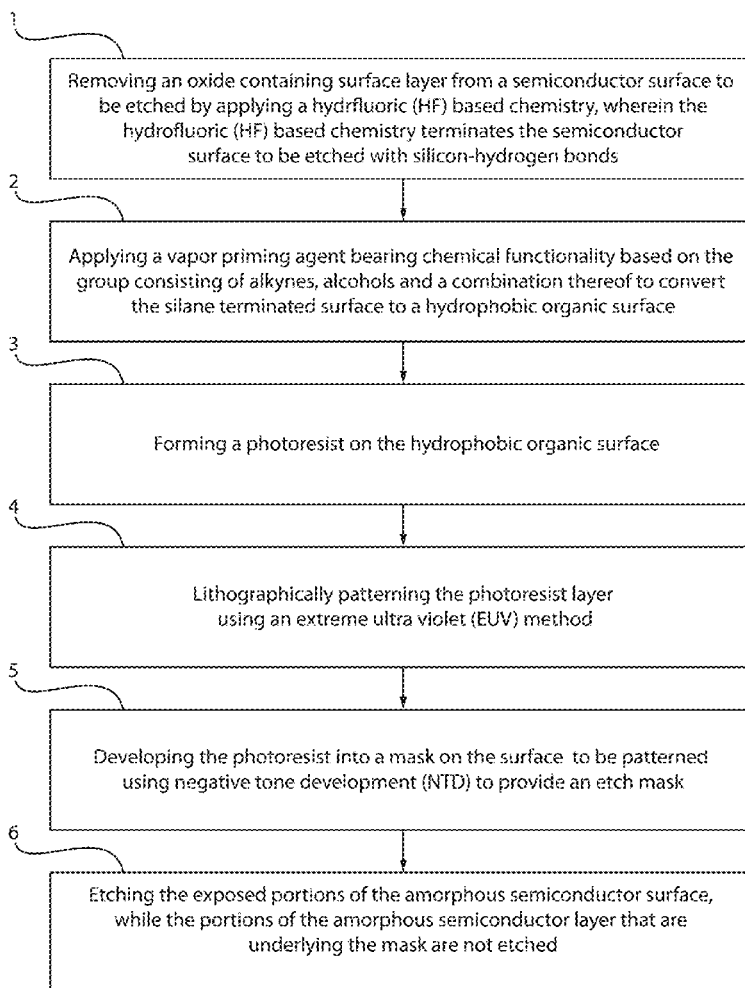 1
Removing an oxide containing surface layer from a semiconductor surface to
be etched by applying a hydrfluoric (HF) based chemistry, wherein the
hydrofluoric (HF) based chemistry terminates the semiconductor
surface to be etched with silicon-hydrogen bonds
2
Applying a vapor priming agent bearing chemical functionality based on the
group consisting of alkynes, alcohols and a combination thereof to convert
the silane terminated surface to a hydrophobic organic surface
3
Forming a photoresist on the hydrophobic organic surface
4
Lithographically patterning the photoresist layer
using an extreme ultra violet (EUV) method
5
Developing the photoresist into a mask on the surface to be patterned
using negative tone development (NTD) to provide an etch mask
6
Etching the exposed portions of the amorphous semiconductor surface,
while the portions of the amorphous semiconductor layer that are
underlying the mask are not etched